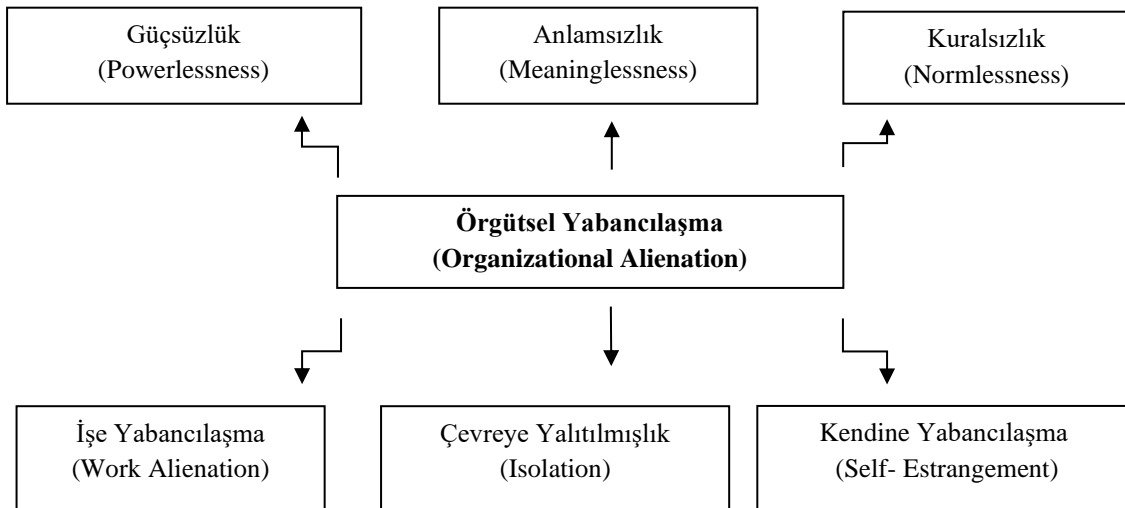 Güçsüzlük
(Powerlessness)
Anlamsızlık
(Meaninglessness)
Kuralsızlık
(Normlessness)
Örgütsel Yabancılaşma
(Organizational Alienation)
İşe Yabancılaşma
(Work Alienation)
Çevreye Yalıtılmışlık
(Isolation)
Kendine Yabancılaşma
(Self- Estrangement)